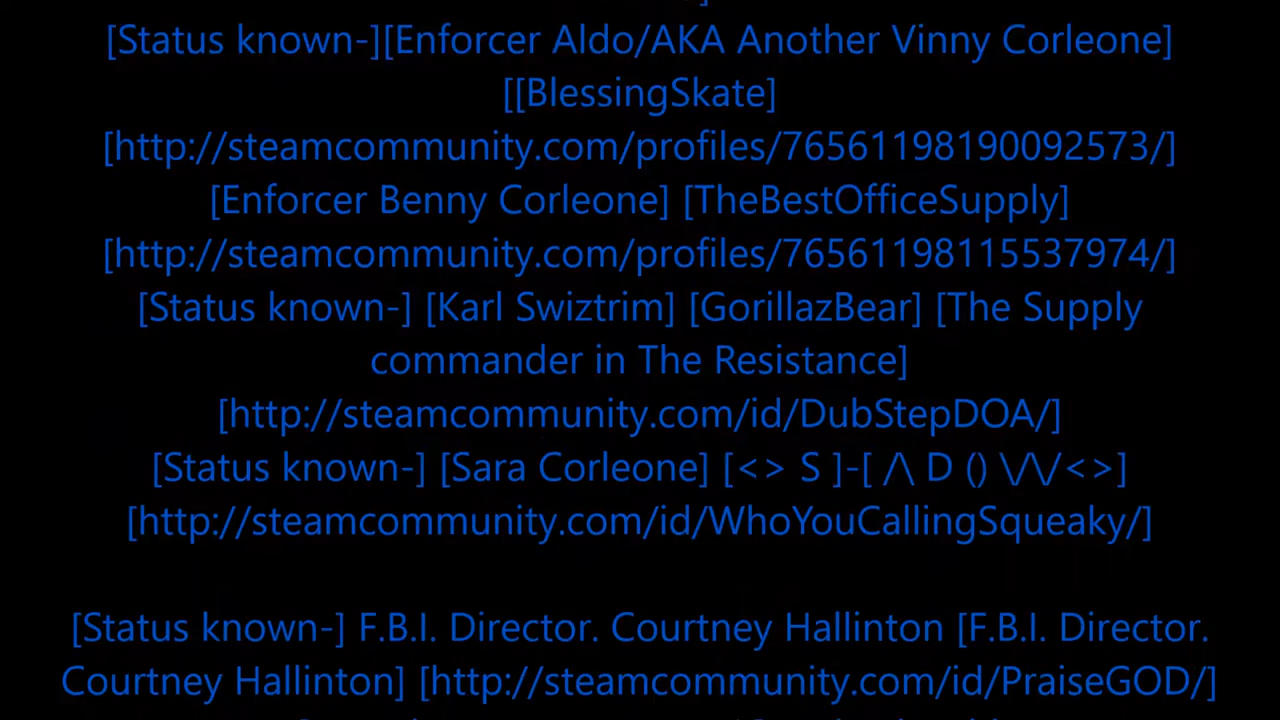 [Status known-][Enforcer Aldo/AKA Another Vinny Corleone]
[[BlessingSkate]
[http://steamcommunity.com/profiles/76561198190092573/]
[Enforcer Benny Corleone] [TheBestOfficeSupply]
[http://steamcommunity.com/profiles/76561198115537974/]
[Status known-] [Karl Swiztrim] [GorillazBear] [The Supply
commander in The Resistance]
[http://steamcommunity.com/id/DubStepDOA/]
[Status known-] [Sara Corleone] [<> S ]-[ /\ D () \/\/<>]
[http://steamcommunity.com/id/WhoYouCallingSqueaky/]
[Status known-] F.B.I. Director. Courtney Hallinton [F.B.I. Director.
Courtney Hallinton] [http://steamcommunity.com/id/PraiseGOD/]